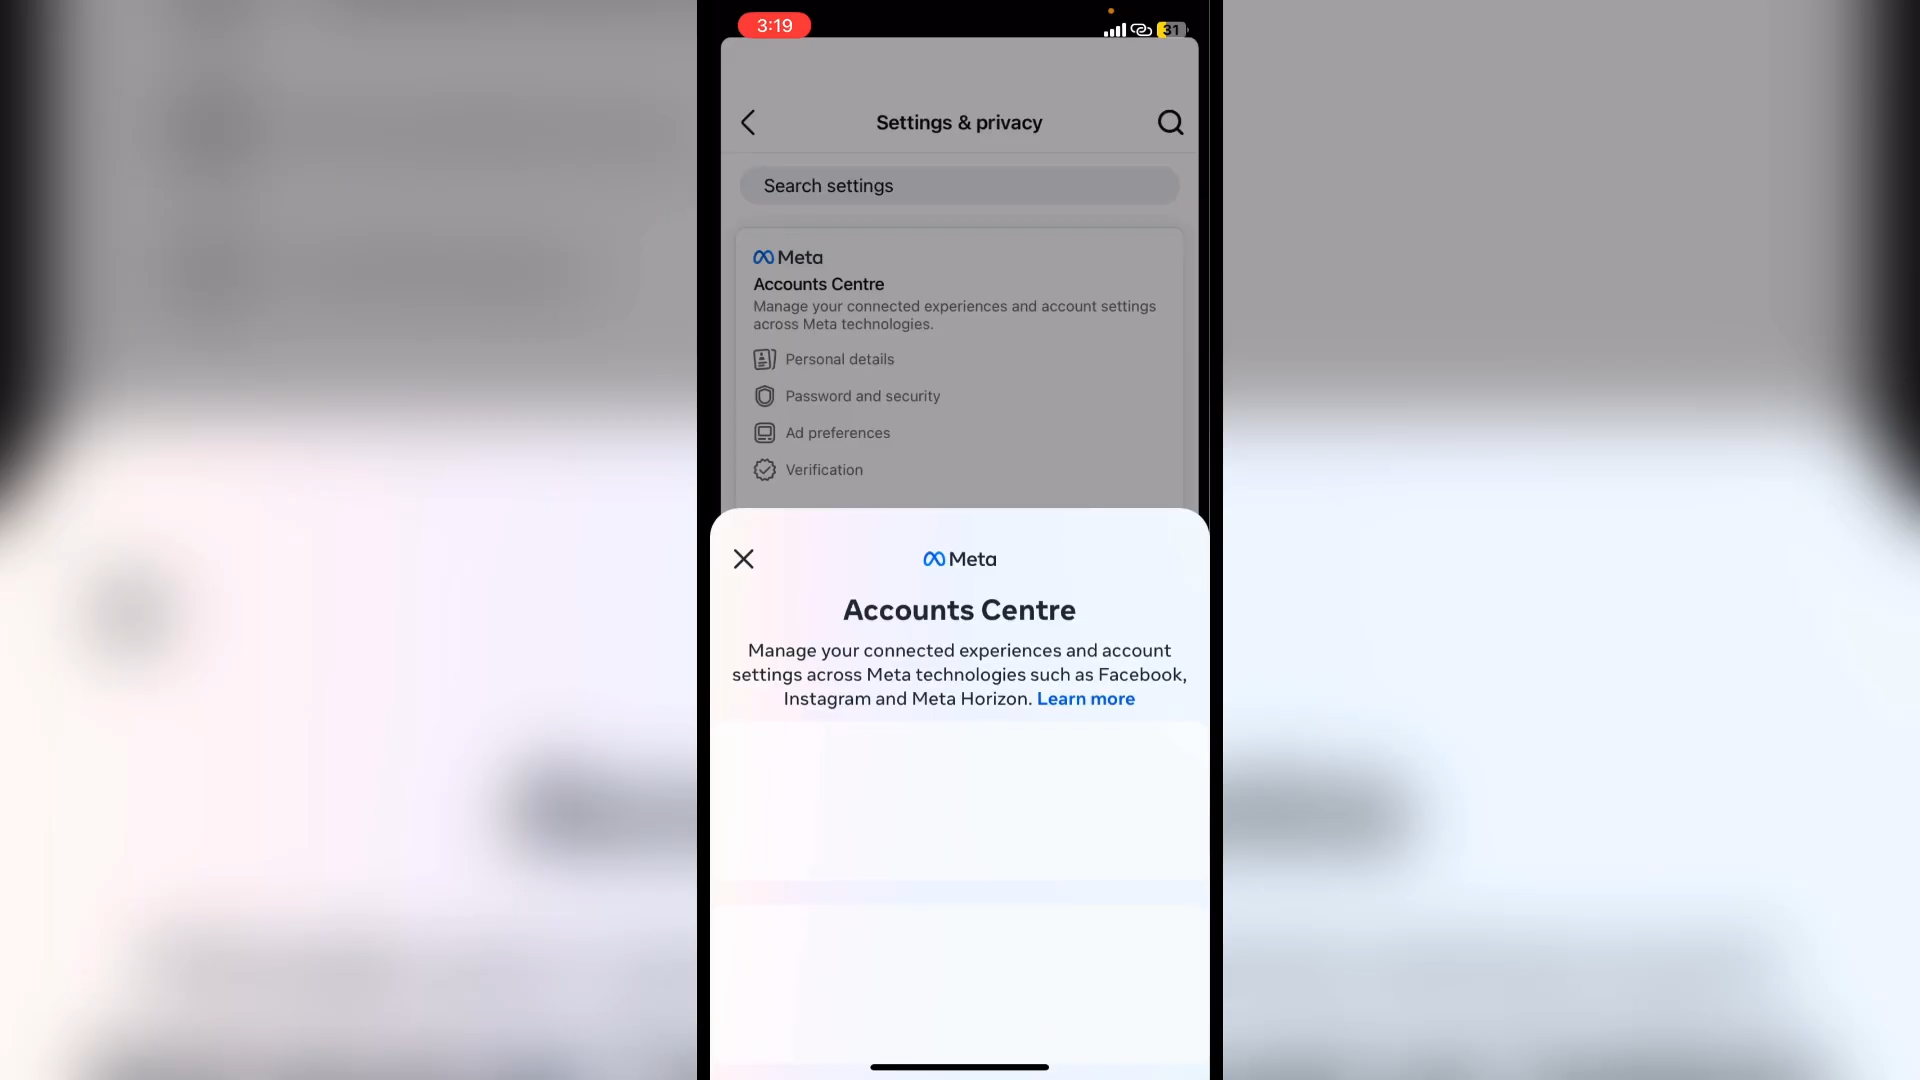 3:19
31
Settings & privacy
Search settings
Meta
Accounts Centre
Manage your connected experiences and account settings
across Meta technologies.
Personal details
Password and security
Ad preferences
Verification
Meta
Accounts Centre
Manage your connected experiences and account
settings across Meta technologies such as Facebook,
Instagram and Meta Horizon. Learn more